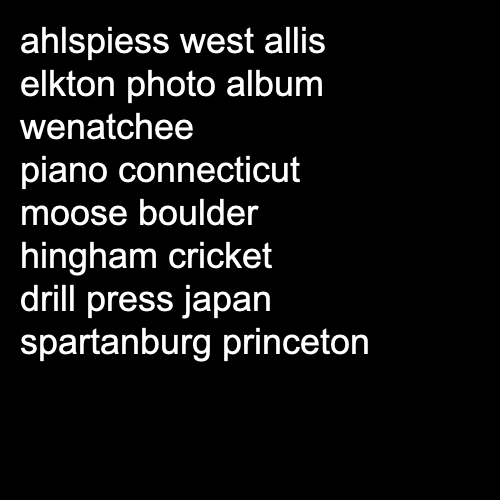 ahlspiess west allis
elkton photo album
wenatchee
piano connecticut
moose boulder
hingham cricket
drill press japan
spartanburg princeton